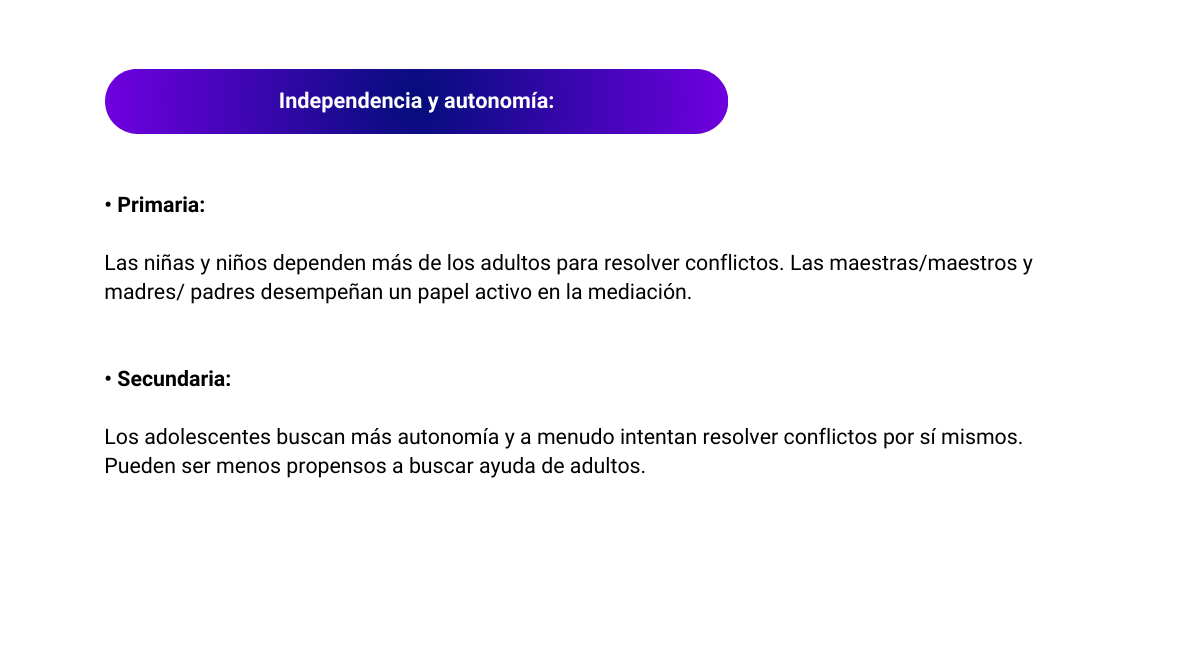 Independencia y autonomía:
• Primaria:
Las niñas y niños dependen más de los adultos para resolver conflictos. Las maestras/maestros y
madres/ padres desempeñan un papel activo en la mediación.
• Secundaria:
Los adolescentes buscan más autonomía y a menudo intentan resolver conflictos por sí mismos.
Pueden ser menos propensos a buscar ayuda de adultos.